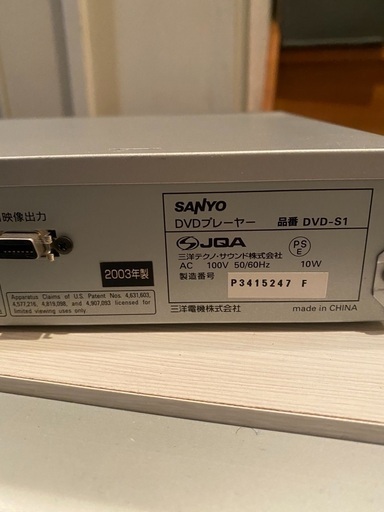 映像出力
SANYO
DVDプレーヤー 品番 DVD-S1
JQA
PS
E
三洋テクノ・サウンド株式会社
AC 100V 50/60Hz 10W
2003年製
製造番号
P3415247 F
Apparatus Claims of U.S. Patent Nos. 4,631,603,
4,577,216, 4,819,098, and 4,907,093 licensed for
limited viewing uses only.
三洋電機株式会社 made in CHINA